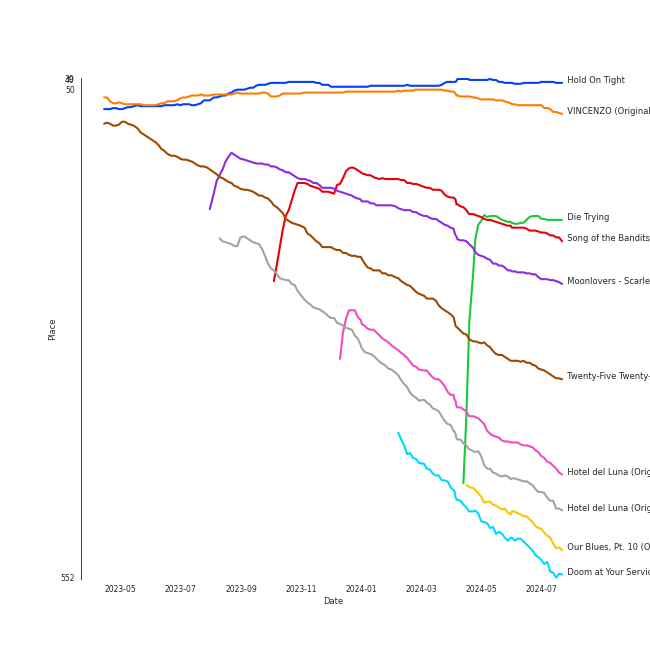 50
Hold On Tight
VINCENZO (Original
Die Trying
Song of the Bandits
Moonlovers - Scarle
Twenty-Five Twenty-
Hotel del Luna (Orig
Hotel del Luna (Orig
Our Blues, Pt. 10 (O
Doom at Your Servic
552
Place
2023-05 2023-07 2023-09 2023-11 2024-01 2024-03 2024-05 2024-07
Date